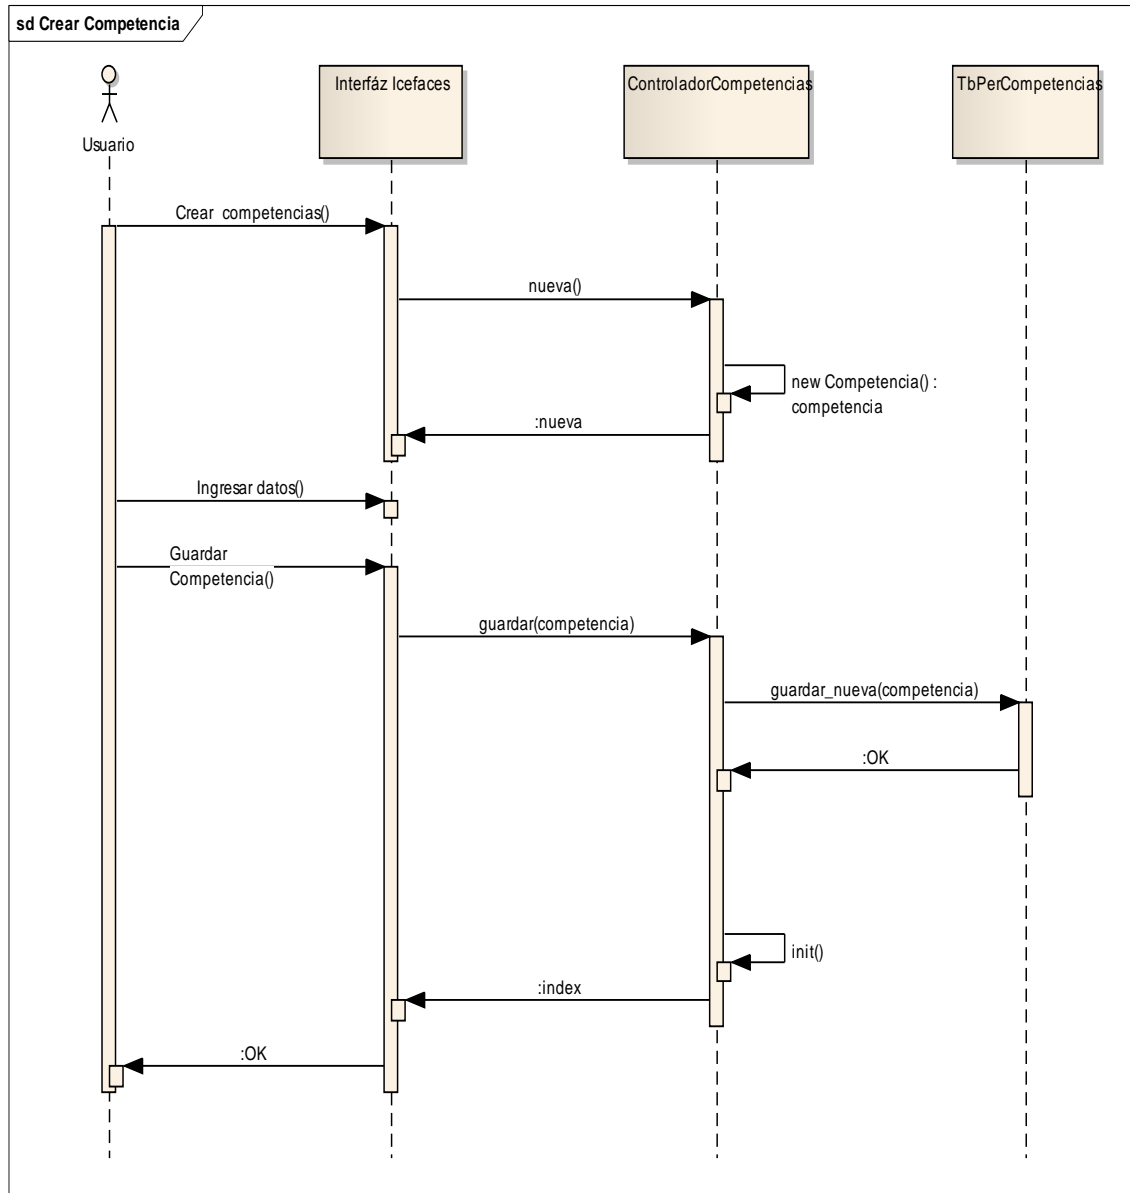 sd Crear Competencia
Usuario
Interfáz Icefaces
ControladorCompetencias
TbPerCompetencias
Crear  competencias()
nueva()
new Competencia() :
competencia
:nueva
Ingresar datos()
Guardar
Competencia()
guardar(competencia)
guardar_nueva(competencia)
:OK
init()
:index
:OK